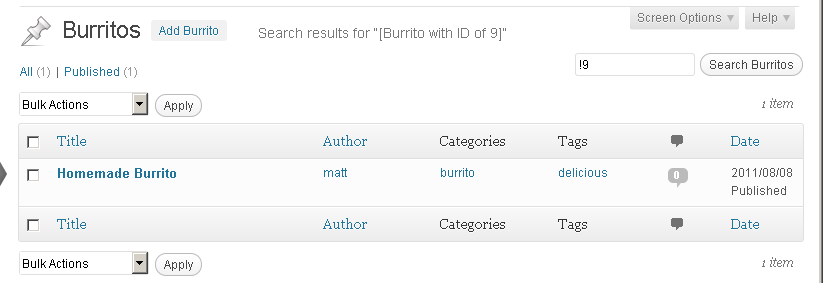 Screen Options ▼ Help ▼
Burritos Add Burrito Search results for "[Burrito with ID of 9]"
All (1) | Published (1)
!9 Search Burritos
Bulk Actions Apply 1 item
Title Author Categories Tags Date
Homemade Burrito matt burrito delicious 0 2011/08/08
Published
Title Author Categories Tags Date
Bulk Actions Apply 1 item